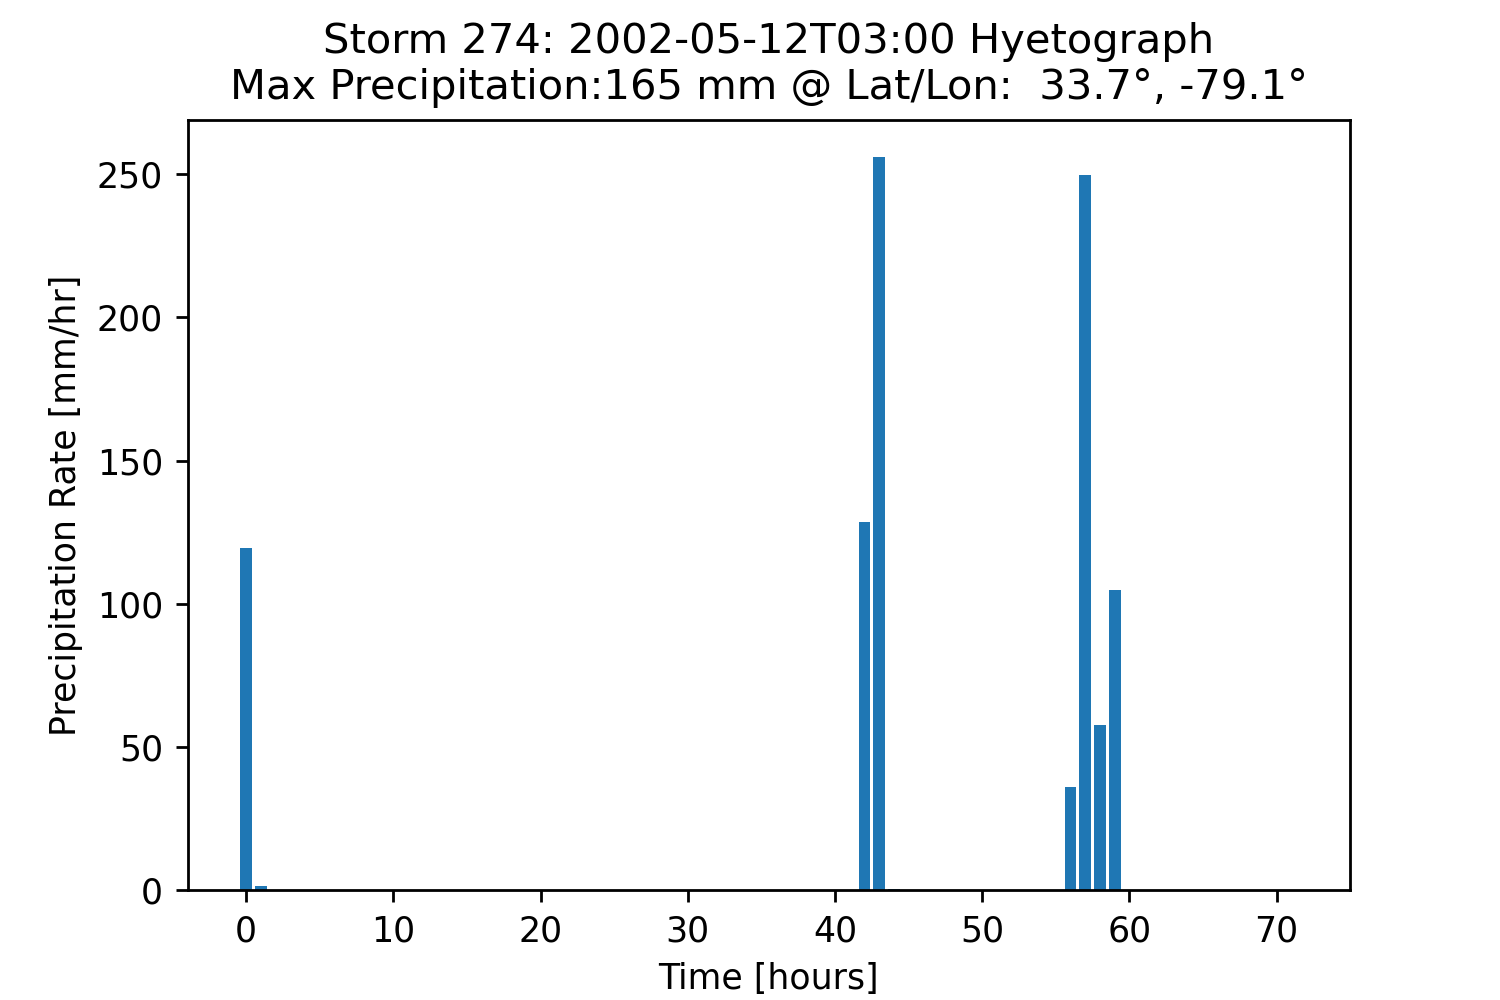 Storm 274: 2002-05-12T03:00 Hyetograph
Max Precipitation:165 mm @ Lat/Lon:  33.7°, -79.1°
Precipitation Rate [mm/hr]
250
200
150
100
50
0
0 10 20 30 40 50 60 70
Time [hours]